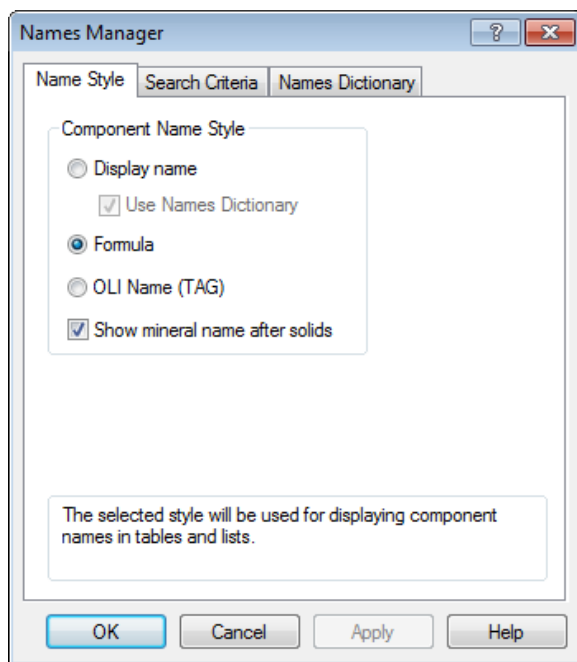 Names Manager
?
Name Style Search Criteria Names Dictionary
Component Name Style
Display name
Use Names Dictionary
Formula
OLI Name (TAG)
Show mineral name after solids
The selected style will be used for displaying component
names in tables and lists.
OK Cancel Apply Help